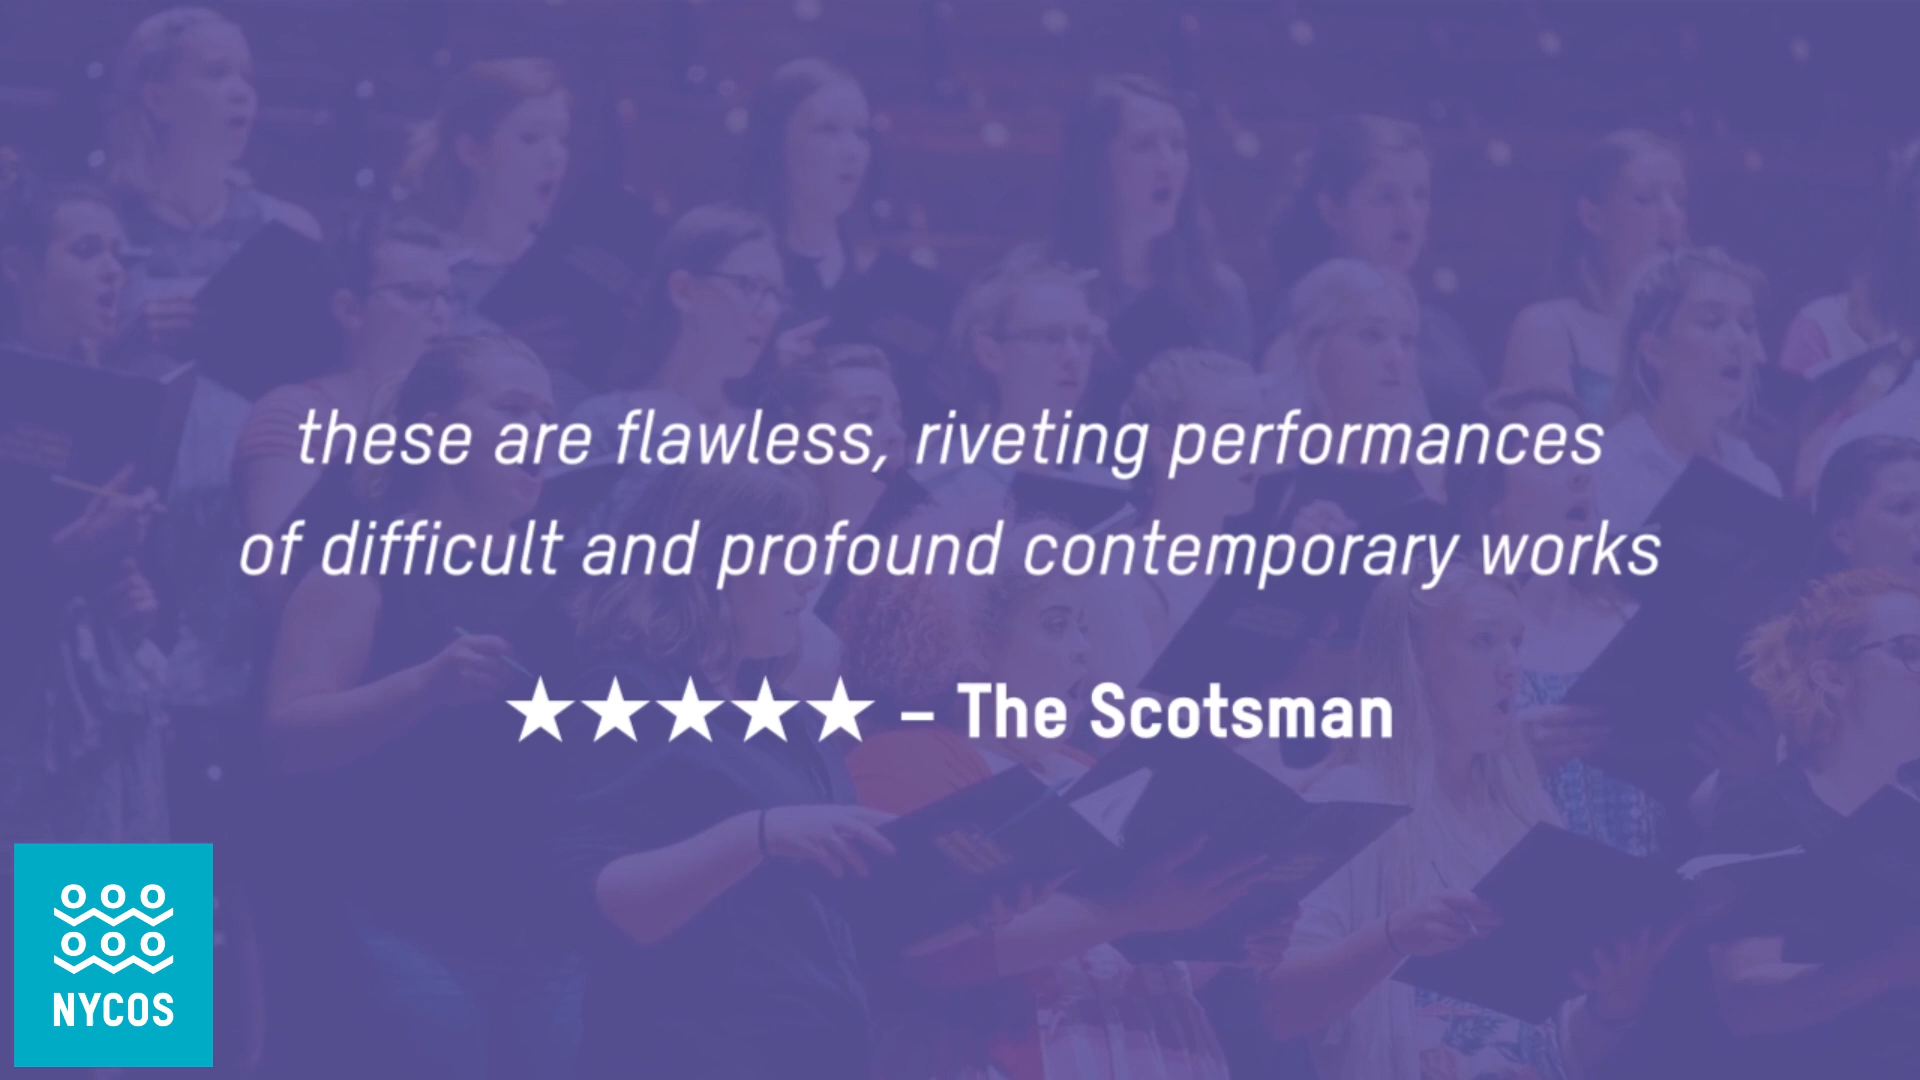 these are flawless, riveting performances
of difficult and profound contemporary works
★★★★★ – The Scotsman
NYCOS